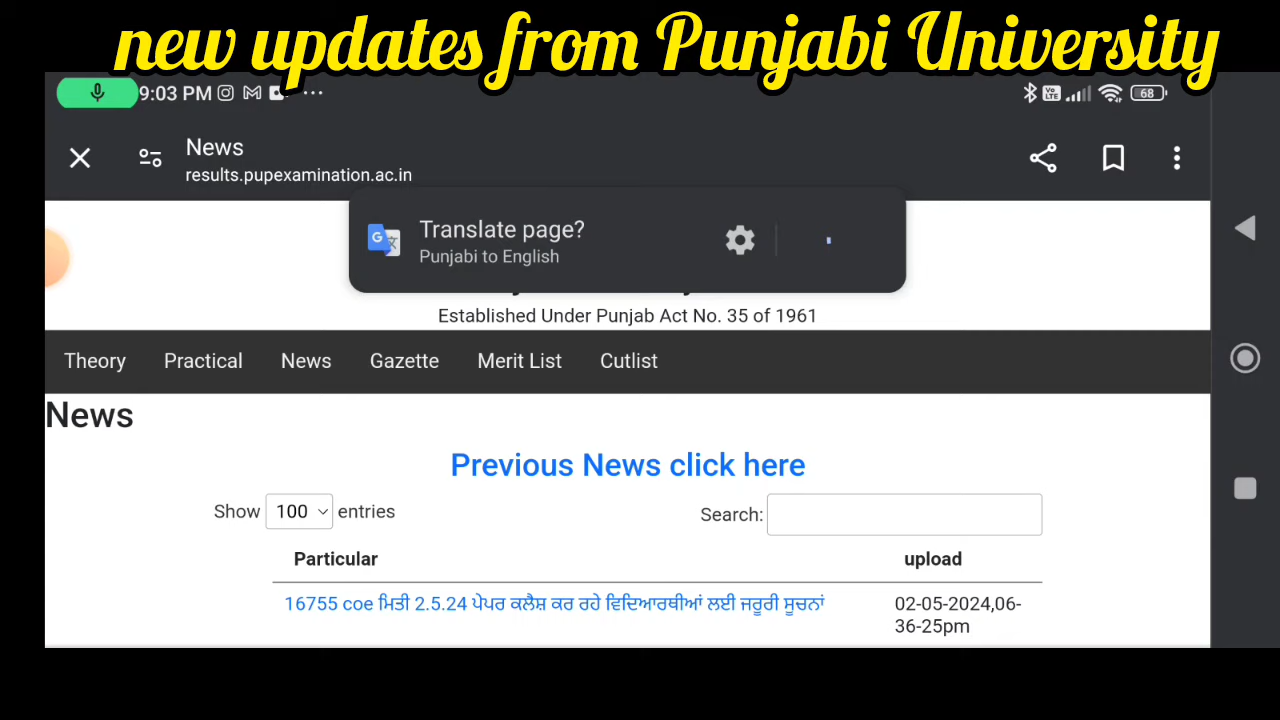 new updates from Punjabi University
9:03 PM
Vo LTE
68
News
results.pupexamination.ac.in
Translate page?
Punjabi to English
Established Under Punjab Act No. 35 of 1961
Theory Practical News Gazette Merit List Cutlist
News
Previous News click here
Show 100 entries Search:
Particular upload
16755 coe ਮਿਤੀ 2.5.24 ਪੇਪਰ ਕਲੈਸ਼ ਕਰ ਰਹੇ ਵਿਦਿਆਰਥੀਆਂ ਲਈ ਜਰੂਰੀ ਸੂਚਨਾਂ 02-05-2024,06-
36-25pm